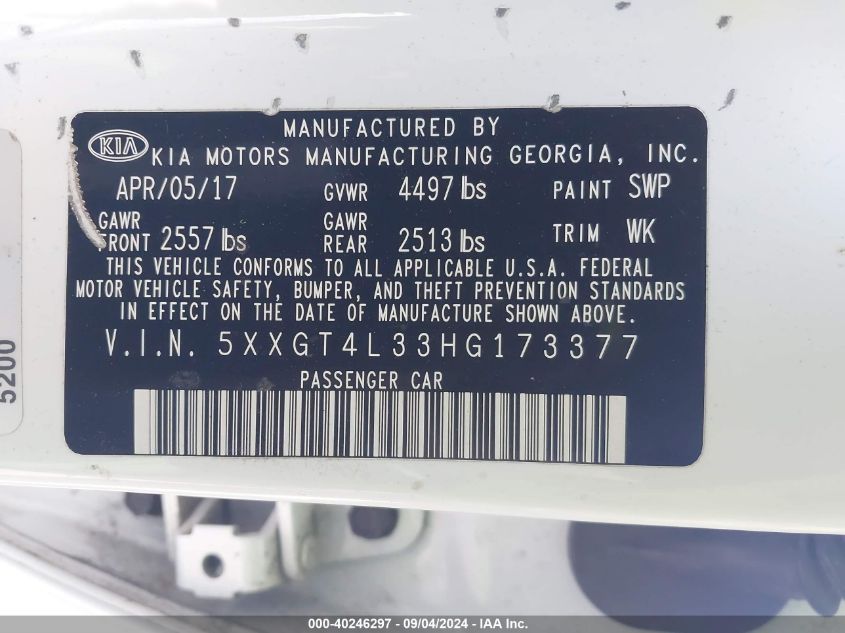 MANUFACTURED BY
KIA KIA MOTORS MANUFACTURING GEORGIA, INC.
APR/05/17 GVWR 4497 lbs PAINT SWP
GAWR FRONT 2557 lbs GAWR REAR 2513 lbs TRIM WK
THIS VEHICLE CONFORMS TO ALL APPLICABLE U.S.A. FEDERAL
MOTOR VEHICLE SAFETY, BUMPER, AND THEFT PREVENTION STANDARDS
IN EFFECT ON THE DATE OF MANUFACTURE SHOWN ABOVE.
V.I.N. 5XXGT4L33HG173377
PASSENGER CAR
5200
000-40246297 - 09/04/2024 - IAA Inc.